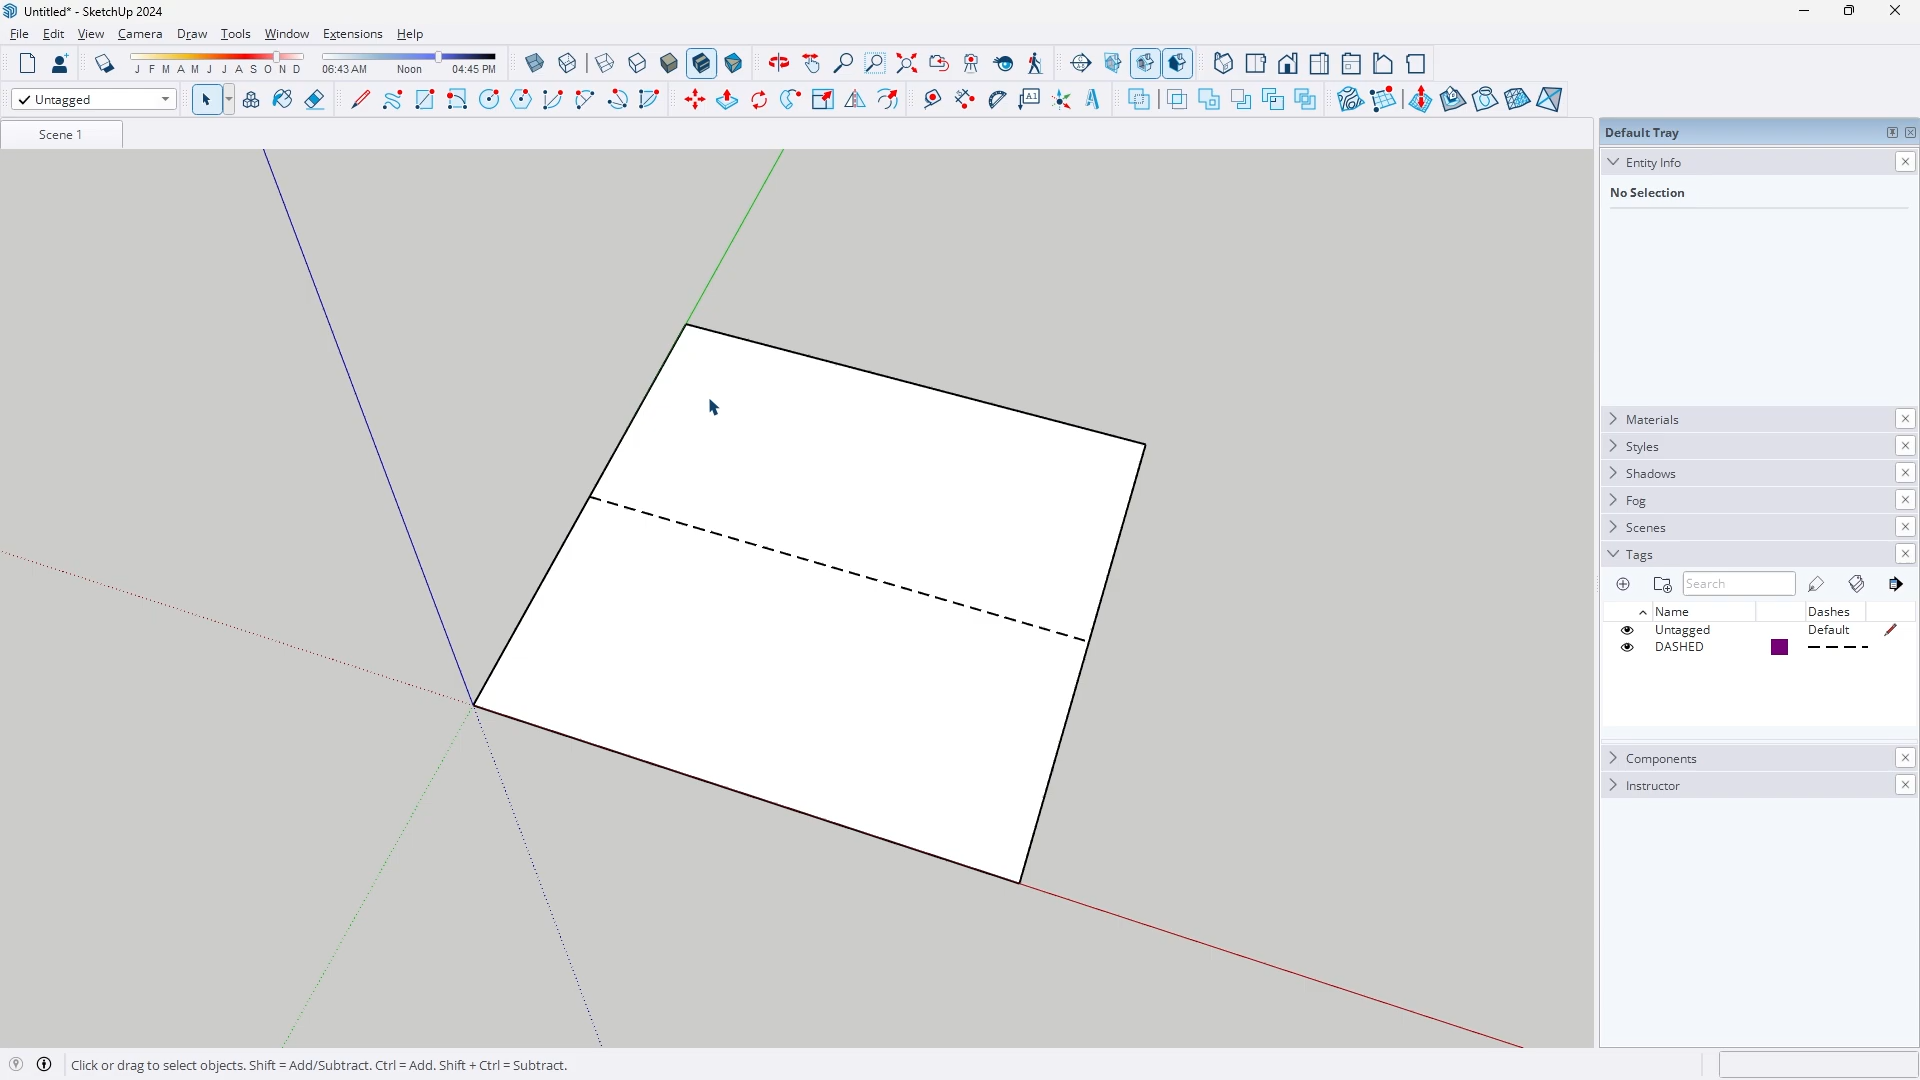 Untitled* - SketchUp 2024
File Edit View Camera Draw Tools Window Extensions Help
J F M A M J J A S O N D 06:43 AM Noon 04:45 PM
Untagged
A1
Scene 1
Default Tray
Entity Info
No Selection
Materials
Styles
Shadows
Fog
Scenes
Tags
Search
Name Dashes
Untagged Default
DASHED
Components
Instructor
Click or drag to select objects. Shift = Add/Subtract. Ctrl = Add. Shift + Ctrl = Subtract.